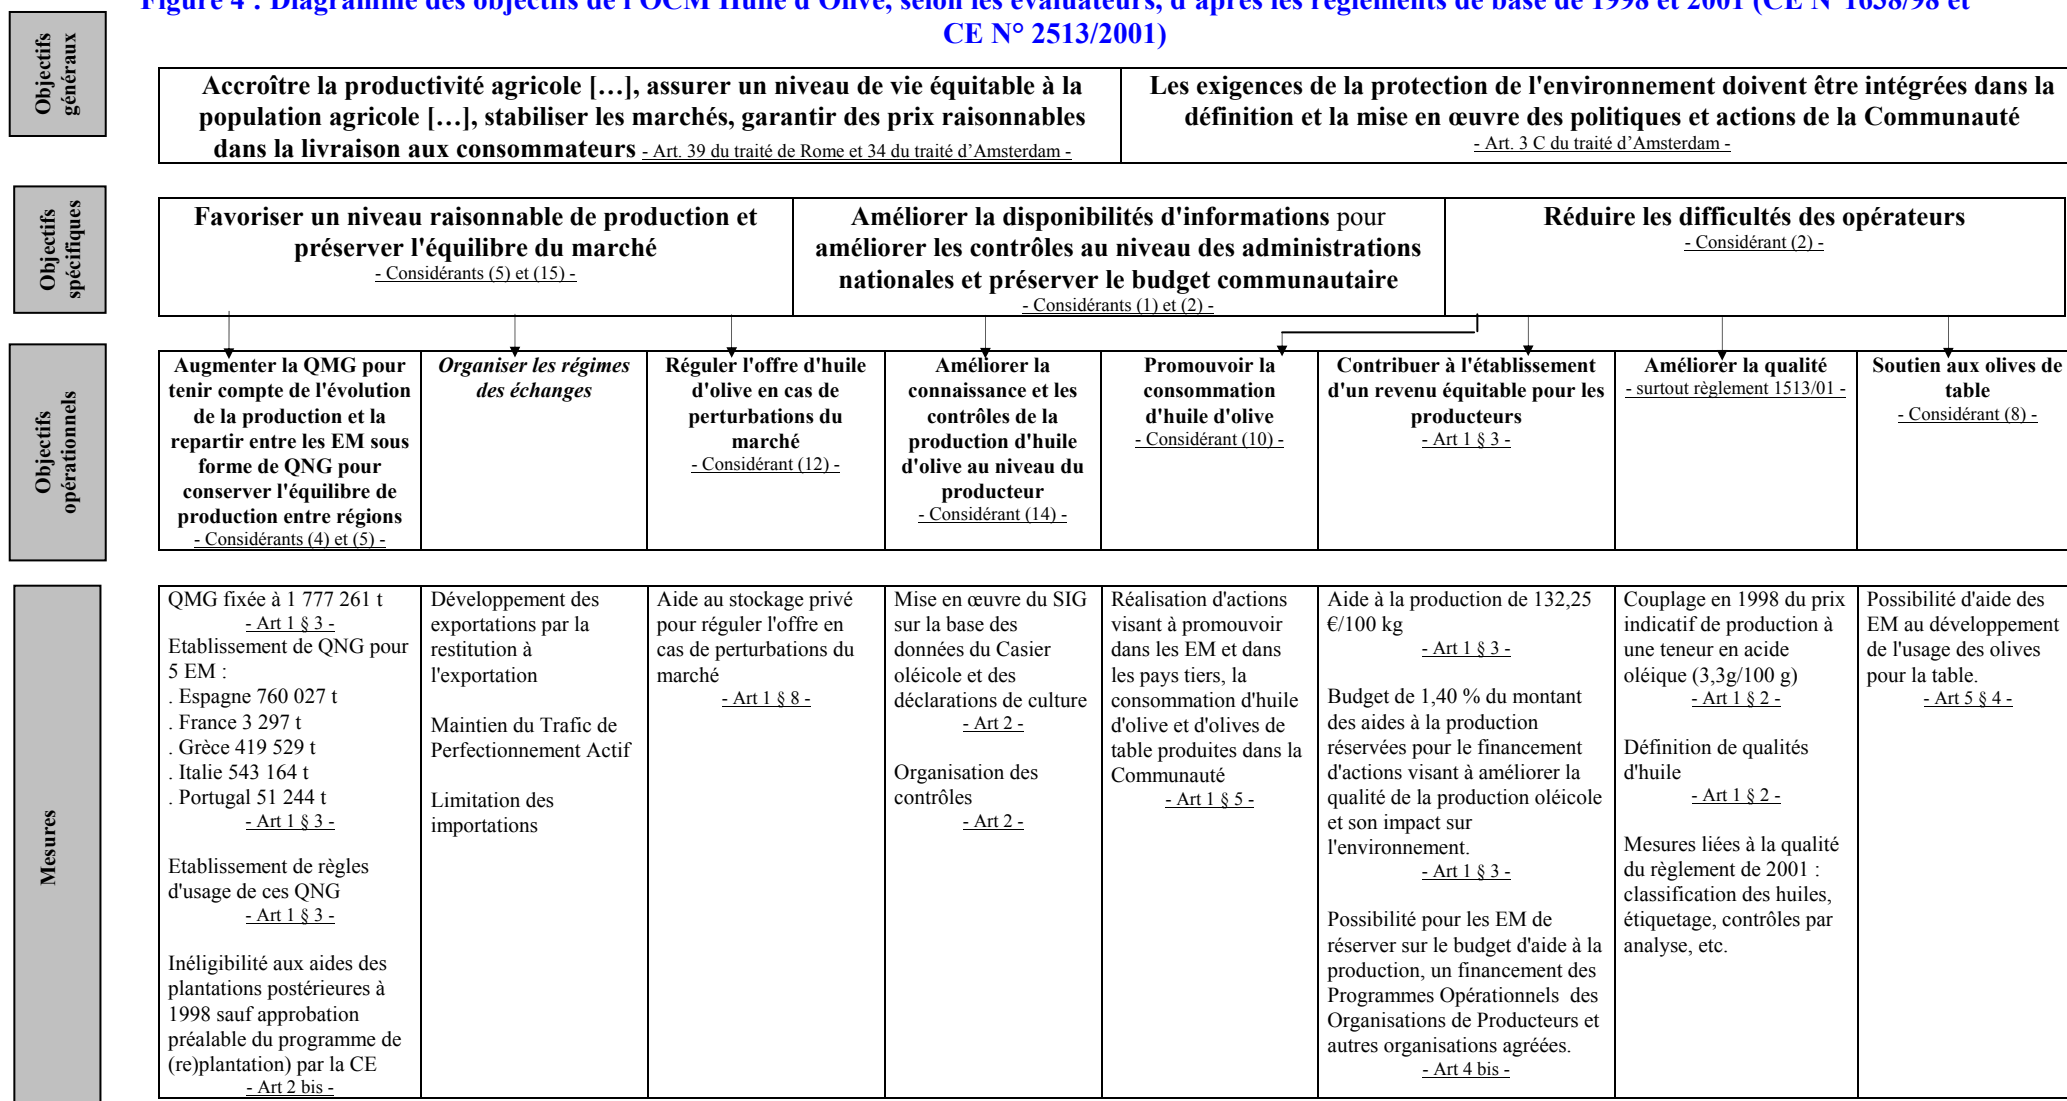 Figure 4 : Diagramme des objectifs de l'OCM Huile d'Olive, selon les évaluateurs, d'après les règlements de base de 1998 et 2001 (CE N°1638/98 et
CE N° 2513/2001)
Objectifs
généraux
Accroître la productivité agricole […], assurer un niveau de vie équitable à la
population agricole […], stabiliser les marchés, garantir des prix raisonnables
dans la livraison aux consommateurs - Art. 39 du traité de Rome et 34 du traité d'Amsterdam -
Les exigences de la protection de l'environnement doivent être intégrées dans la
définition et la mise en œuvre des politiques et actions de la Communauté
- Art. 3 C du traité d'Amsterdam -
Objectifs
spécifiques
Favoriser un niveau raisonnable de production et
préserver l'équilibre du marché
- Considérants (5) et (15) -
Améliorer la disponibilités d'informations pour
améliorer les contrôles au niveau des administrations
nationales et préserver le budget communautaire
- Considérants (1) et (2) -
Réduire les difficultés des opérateurs
- Considérant (2) -
Objectifs
opérationnels
Augmenter la QMG pour
tenir compte de l'évolution
de la production et la
repartir entre les EM sous
forme de QNG pour
conserver l'équilibre de
production entre régions
- Considérants (4) et (5) -
Organiser les régimes
des échanges
Réguler l'offre d'huile
d'olive en cas de
perturbations du
marché
- Considérant (12) -
Améliorer la
connaissance et les
contrôles de la
production d'huile
d'olive au niveau du
producteur
- Considérant (14) -
Promouvoir la
consommation
d'huile d'olive
- Considérant (10) -
Contribuer à l'établissement
d'un revenu équitable pour les
producteurs
- Art 1 § 3 -
Améliorer la qualité
- surtout règlement 1513/01 -
Soutien aux olives de
table
- Considérant (8) -
Mesures
QMG fixée à 1 777 261 t
- Art 1 § 3 -
Etablissement de QNG pour
5 EM :
. Espagne 760 027 t
. France 3 297 t
. Grèce 419 529 t
. Italie 543 164 t
. Portugal 51 244 t
- Art 1 § 3 -
Etablissement de règles
d'usage de ces QNG
- Art 1 § 3 -
Inéligibilité aux aides des
plantations postérieures à
1998 sauf approbation
préalable du programme de
(re)plantation) par la CE
- Art 2 bis -
Développement des
exportations par la
restitution à
l'exportation
Maintien du Trafic de
Perfectionnement Actif
Limitation des
importations
Aide au stockage privé
pour réguler l'offre en
cas de perturbations du
marché
- Art 1 § 8 -
Mise en œuvre du SIG
sur la base des
données du Casier
oléicole et des
déclarations de culture
- Art 2 -
Organisation des
contrôles
- Art 2 -
Réalisation d'actions
visant à promouvoir
dans les EM et dans
les pays tiers, la
consommation d'huile
d'olive et d'olives de
table produites dans la
Communauté
- Art 1 § 5 -
Aide à la production de 132,25
€/100 kg
- Art 1 § 3 -
Budget de 1,40 % du montant
des aides à la production
réservées pour le financement
d'actions visant à améliorer la
qualité de la production oléicole
et son impact sur
l'environnement.
- Art 1 § 3 -
Possibilité pour les EM de
réserver sur le budget d'aide à la
production, un financement des
Programmes Opérationnels des
Organisations de Producteurs et
autres organisations agréées.
- Art 4 bis -
Couplage en 1998 du prix
indicatif de production à
une teneur en acide
oléique (3,3g/100 g)
- Art 1 § 2 -
Définition de qualités
d'huile
- Art 1 § 2 -
Mesures liées à la qualité
du règlement de 2001 :
classification des huiles,
étiquetage, contrôles par
analyse, etc.
Possibilité d'aide des
EM au développement
de l'usage des olives
pour la table.
- Art 5 § 4 -